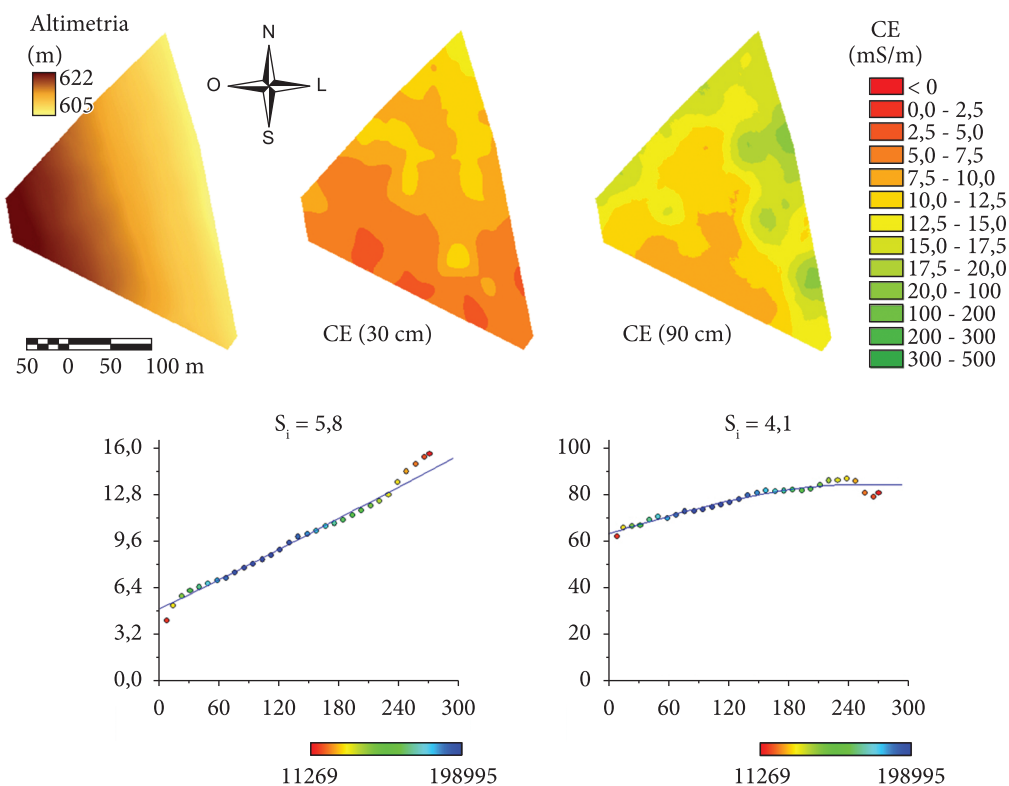 Altimetria
(m)
622
605
N
O
L
S
CE
(mS/m)
< 0
0,0 - 2,5
2,5 - 5,0
5,0 - 7,5
7,5 - 10,0
10,0 - 12,5
12,5 - 15,0
15,0 - 17,5
17,5 - 20,0
20,0 - 100
100 - 200
200 - 300
300 - 500
CE (30 cm)
CE (90 cm)
50 0 50 100 m
Si = 5,8
16,0
12,8
9,6
6,4
3,2
0,0
0 60 120 180 240 300
11269 198995
Si = 4,1
100
80
60
40
20
0
0 60 120 180 240 300
11269 198995